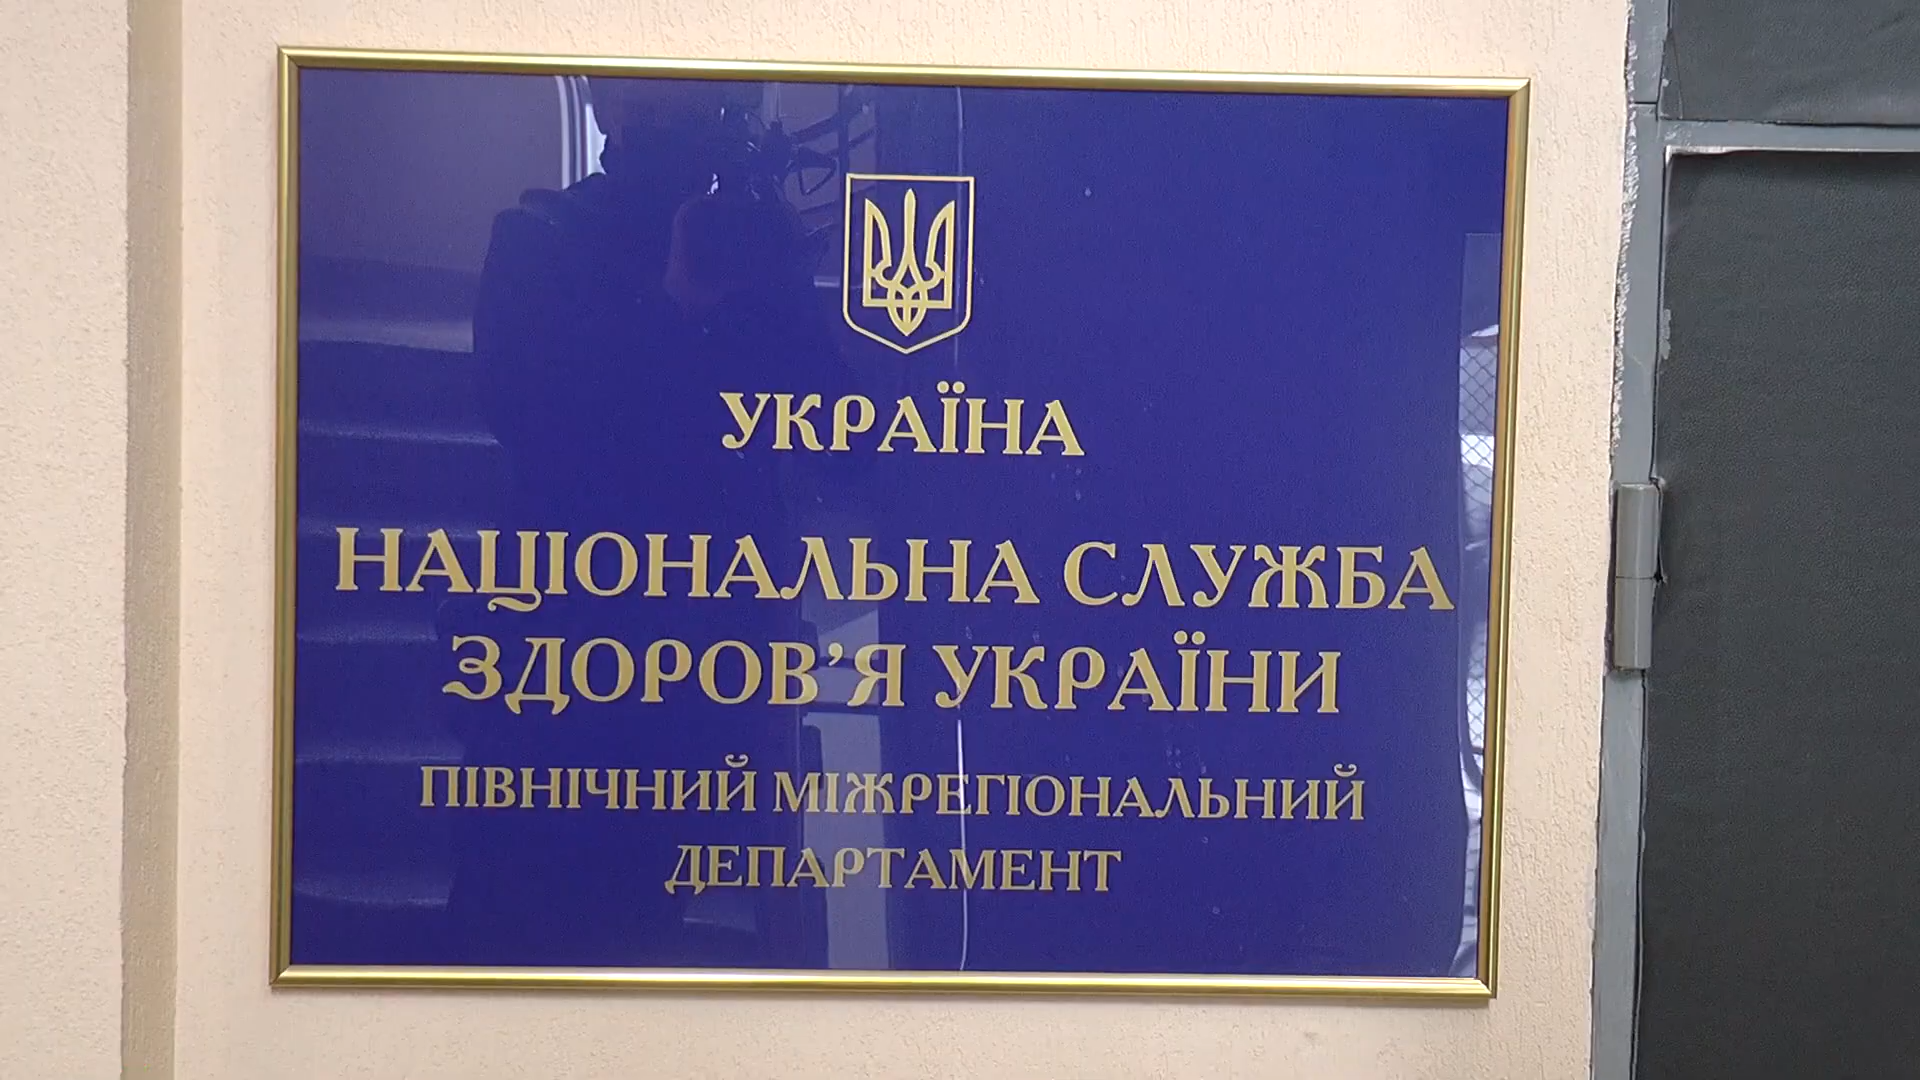 УКРАЇНА
НАЦІОНАЛЬНА СЛУЖБА
ЗДОРОВ’Я УКРАЇНИ
ПІВНІЧНИЙ МІЖРЕГІОНАЛЬНИЙ
ДЕПАРТАМЕНТ